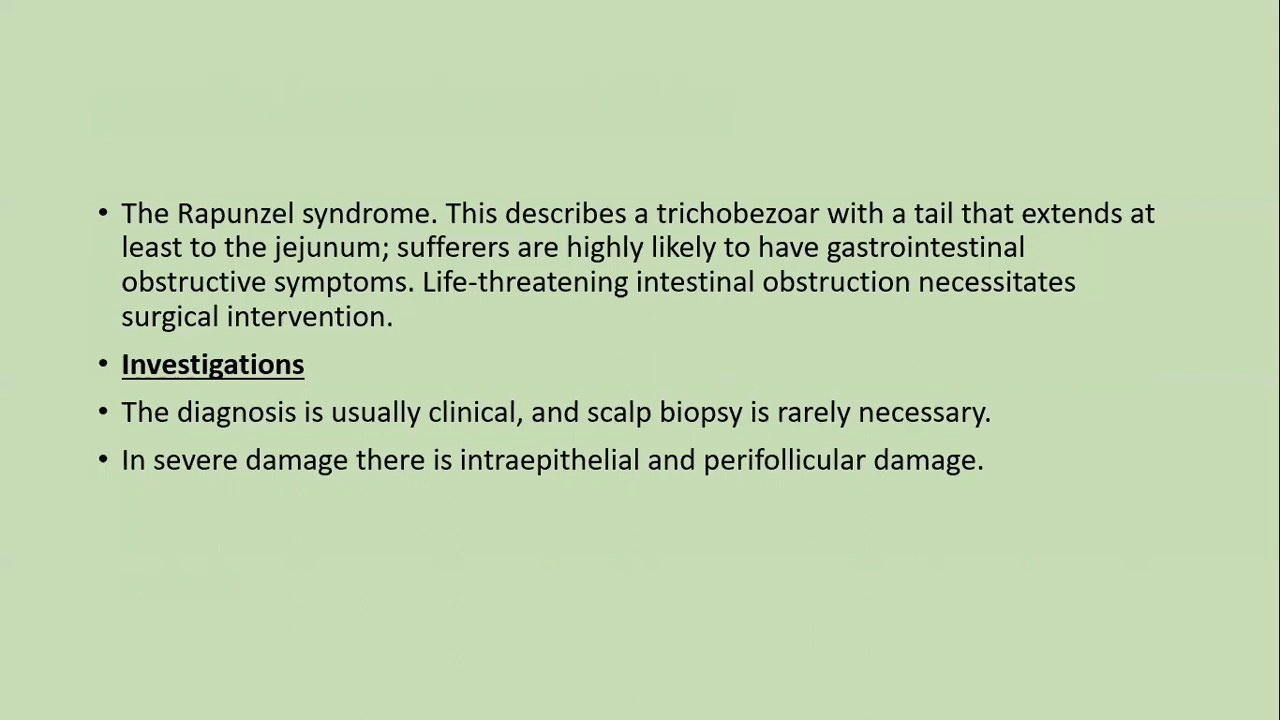 • The Rapunzel syndrome. This describes a trichobezoar with a tail that extends at
least to the jejunum; sufferers are highly likely to have gastrointestinal
obstructive symptoms. Life-threatening intestinal obstruction necessitates
surgical intervention.
• Investigations
• The diagnosis is usually clinical, and scalp biopsy is rarely necessary.
• In severe damage there is intraepithelial and perifollicular damage.